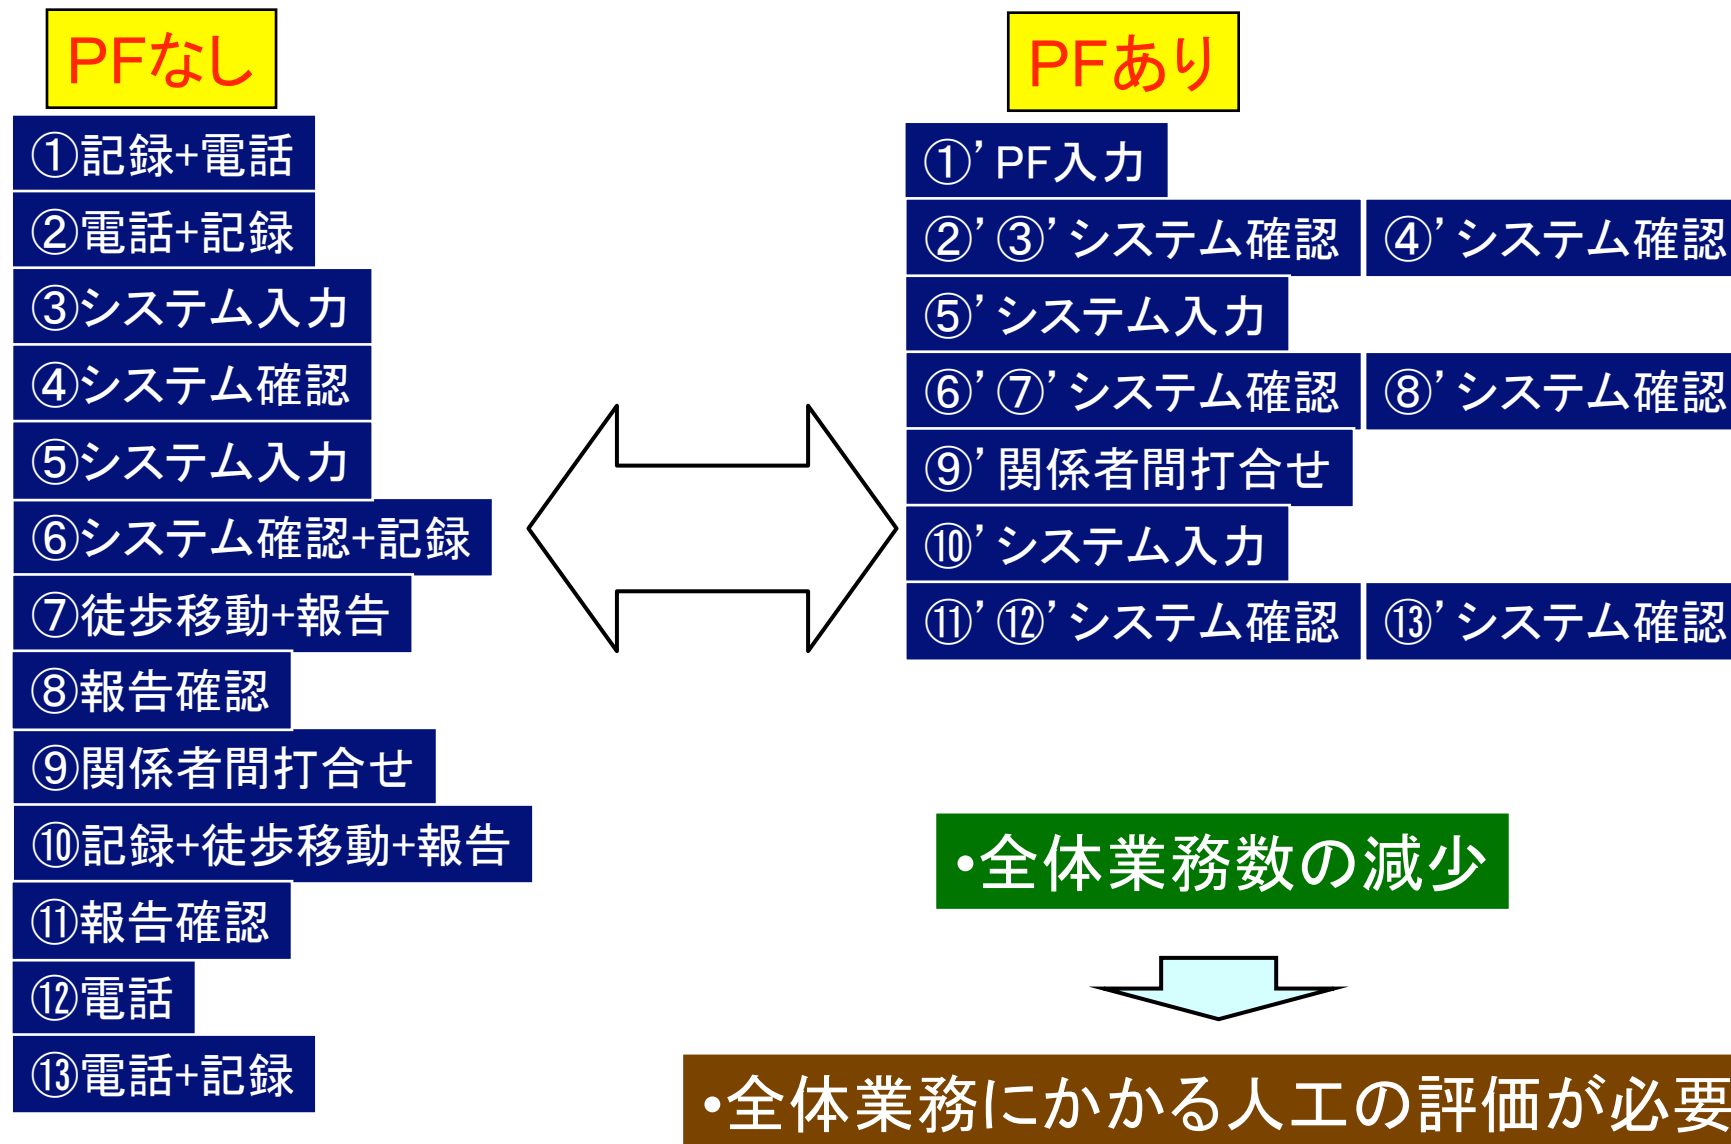 PFなし
①記録+電話
②電話+記録
③システム入力
④システム確認
⑤システム入力
⑥システム確認+記録
⑦徒歩移動+報告
⑧報告確認
⑨関係者間打合せ
⑩記録+徒歩移動+報告
⑪報告確認
⑫電話
⑬電話+記録
PFあり
①’PF入力
②’③’システム確認 ④’システム確認
⑤’システム入力
⑥’⑦’システム確認 ⑧’システム確認
⑨’関係者間打合せ
⑩’システム入力
⑪’⑫’システム確認 ⑬’システム確認
•全体業務数の減少
•全体業務にかかる人工の評価が必要